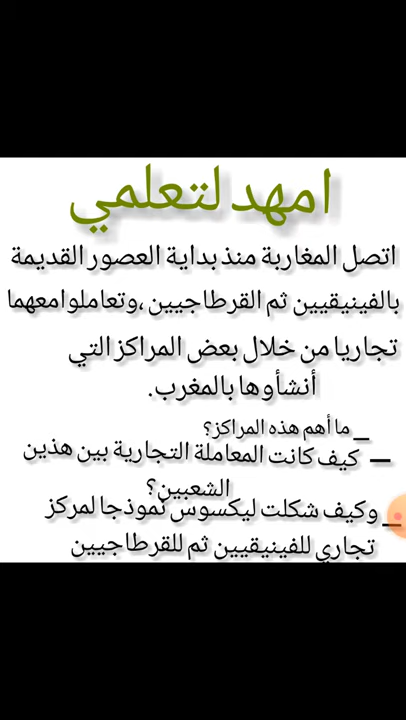 امهد لتعلمي
اتصل المغاربة منذ بداية العصور القديمة
بالفينيقيين ثم القرطاجيين ،وتعاملوا معهما
تجاريا من خلال بعض المراكز التي
أنشأوها بالمغرب.
_ ما أهم هذه المراكز؟
_ كيف كانت المعاملة التجارية بين هذين
الشعبين؟
_ وكيف شكلت ليكسوس نموذجا لمركز
تجاري للفينيقيين ثم للقرطاجيين